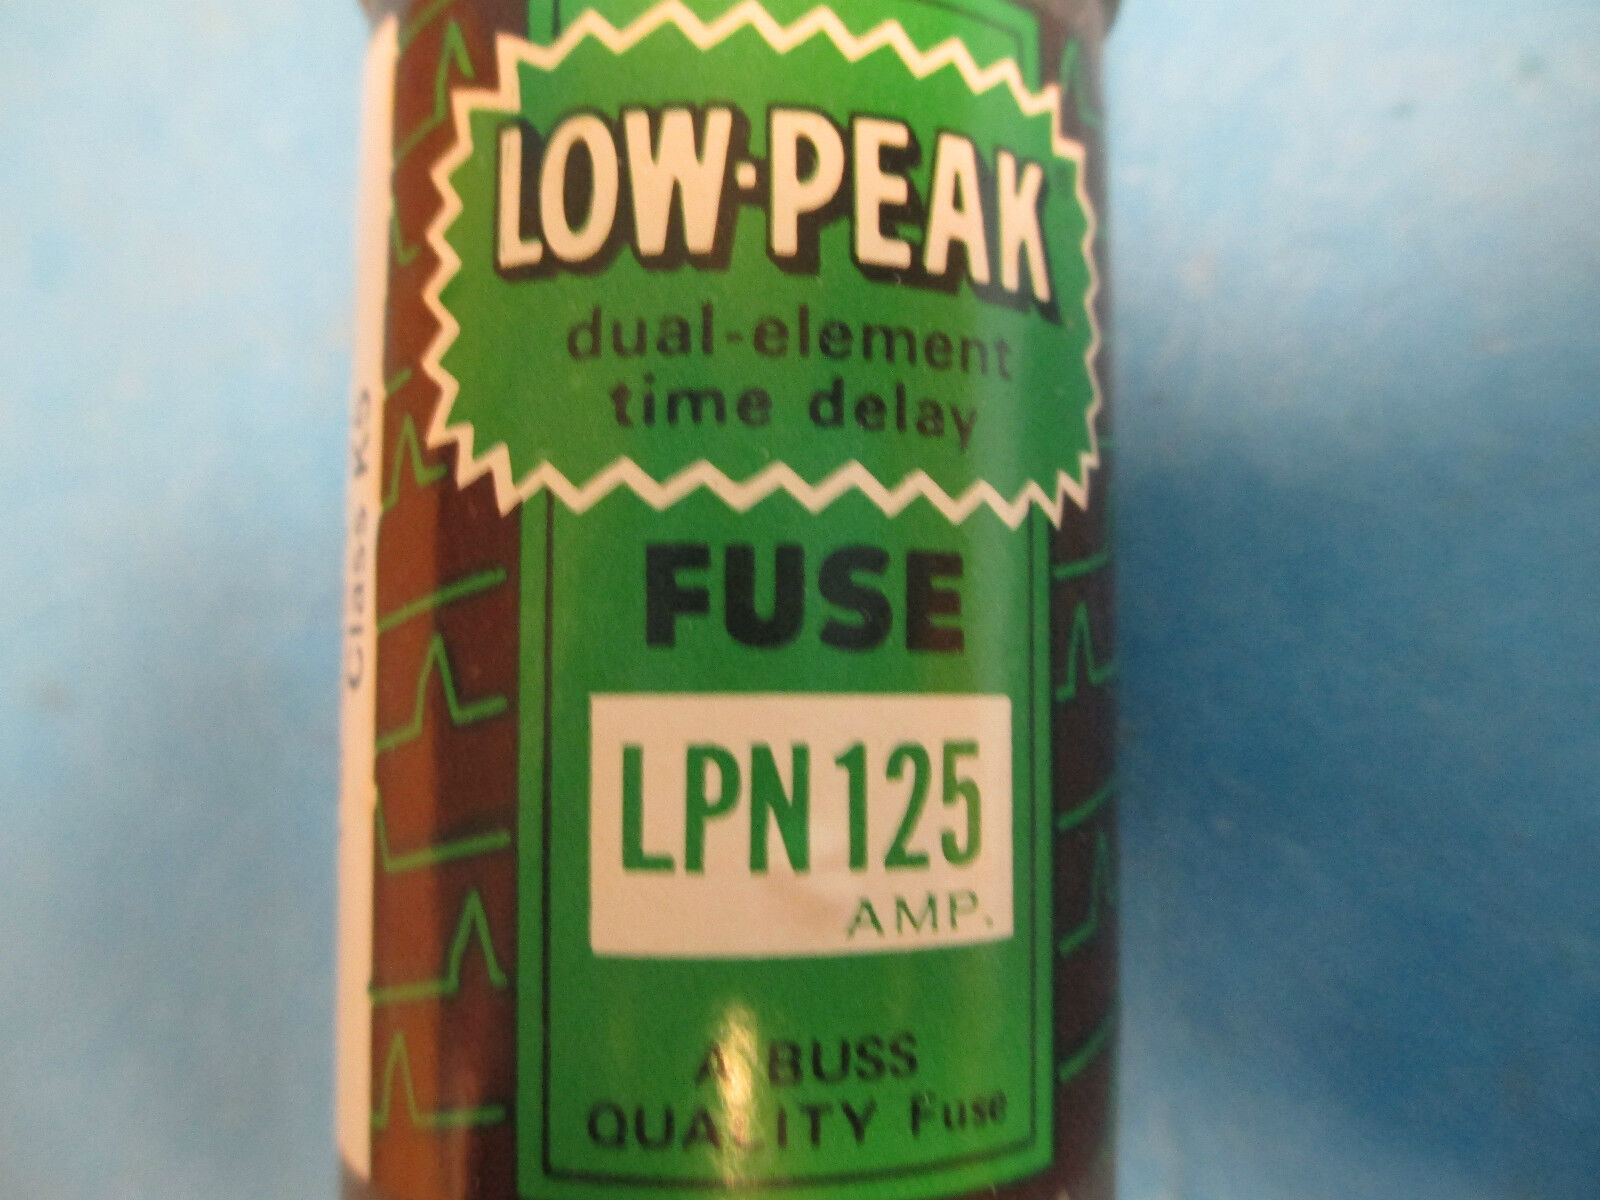 LOW-PEAK
dual-element
time delay
FUSE
LPN 125
AMP.
A BUSS
QUALITY Fuse
Class K5